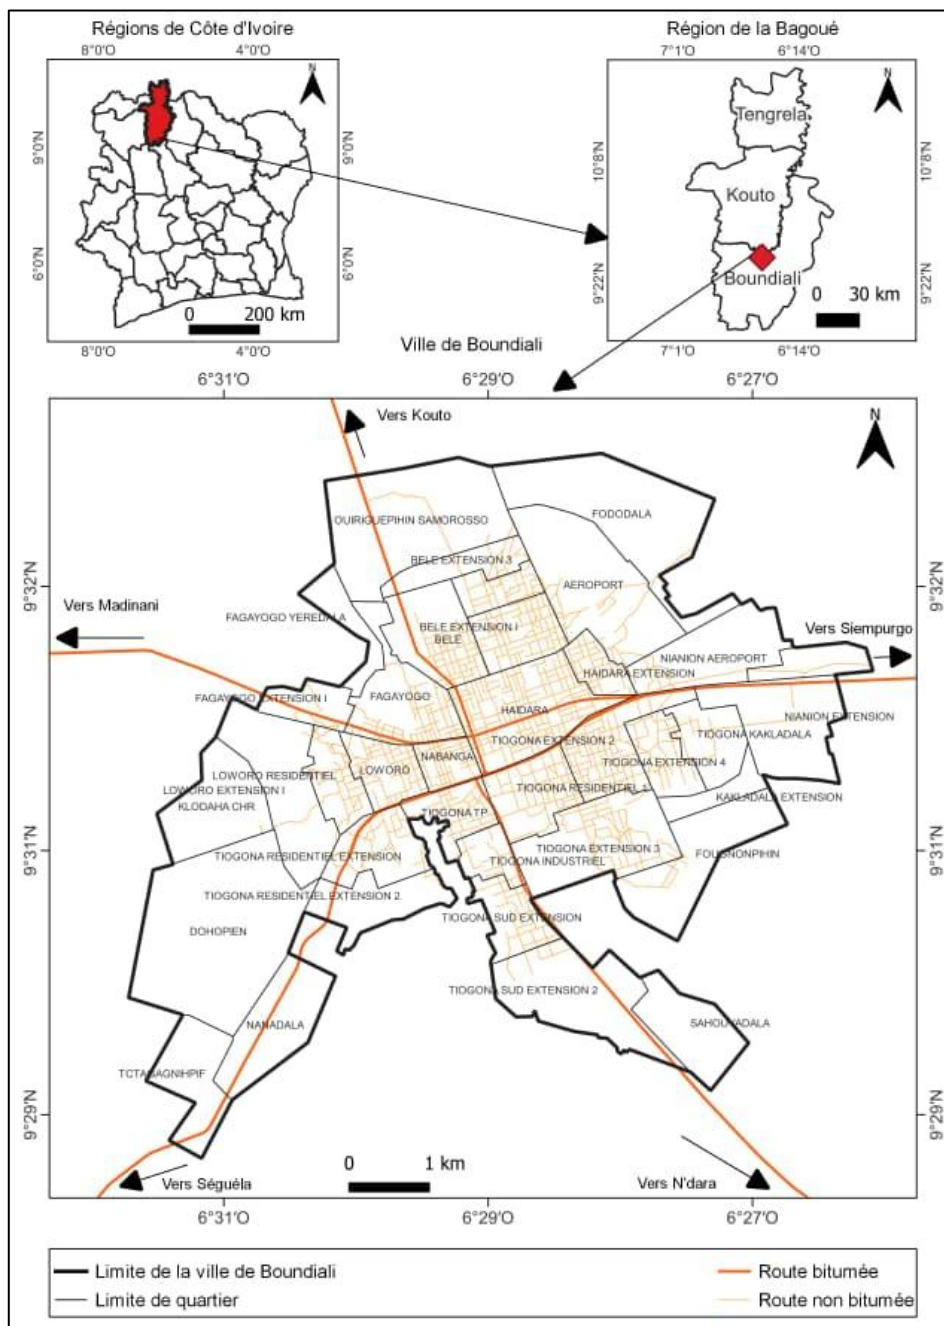 Régions de Côte d'Ivoire
8°0'O
4°0'O
N
9°0'N
9°0'N
6°0'N
6°0'N
0
200 km
8°0'O
4°0'O
Région de la Bagoué
7°1'O
6°14'O
N
Tengrela
10°8'N
10°8'N
Kouto
9°22'N
9°22'N
Boundiali
0
30 km
7°1'O
6°14'O
Ville de Boundiali
6°31'O
6°29'O
6°27'O
Vers Kouto
N
OUIRIGUEPIHIN SAMOROSSO
FODODALA
BELE EXTENSION 3
AEROPORT
9°32'N
9°32'N
Vers Madinani
FAGAYOGO YEREDALA
BELE EXTENSION I
BELE
Vers Siempurgo
NIANION AEROPORT
HAIDARA EXTENSION
FAGAYOGO EXTENSION I
FAGAYOGO
HAIDARA
NIANION EXTENSION
TIOGONA KAKLADALA
TIOGONA EXTENSION 2
NABANGA
TIOGONA EXTENSION 4
LOWORO
LOWORO RESIDENTIEL
LOWORO EXTENSION I
TIOGONA RESIDENTIEL 1
KAKLADALA EXTENSION
KLODAHA CHR
TIOGONA TP
9°31'N
9°31'N
TIOGONA EXTENSION 3
FOUGNONPIHIN
TIOGONA RESIDENTIEL EXTENSION
TIOGONA INDUSTRIEL
TIOGONA RESIDENTIEL EXTENSION 2
TIOGONA SUD EXTENSION
DOHOPIEN
TIOGONA SUD EXTENSION 2
NANADALA
9°29'N
9°29'N
0
1 km
Vers Séguéla
Vers N'dara
6°31'O
6°29'O
6°27'O
Limite de la ville de Boundiali
Route bitumée
Limite de quartier
Route non bitumée